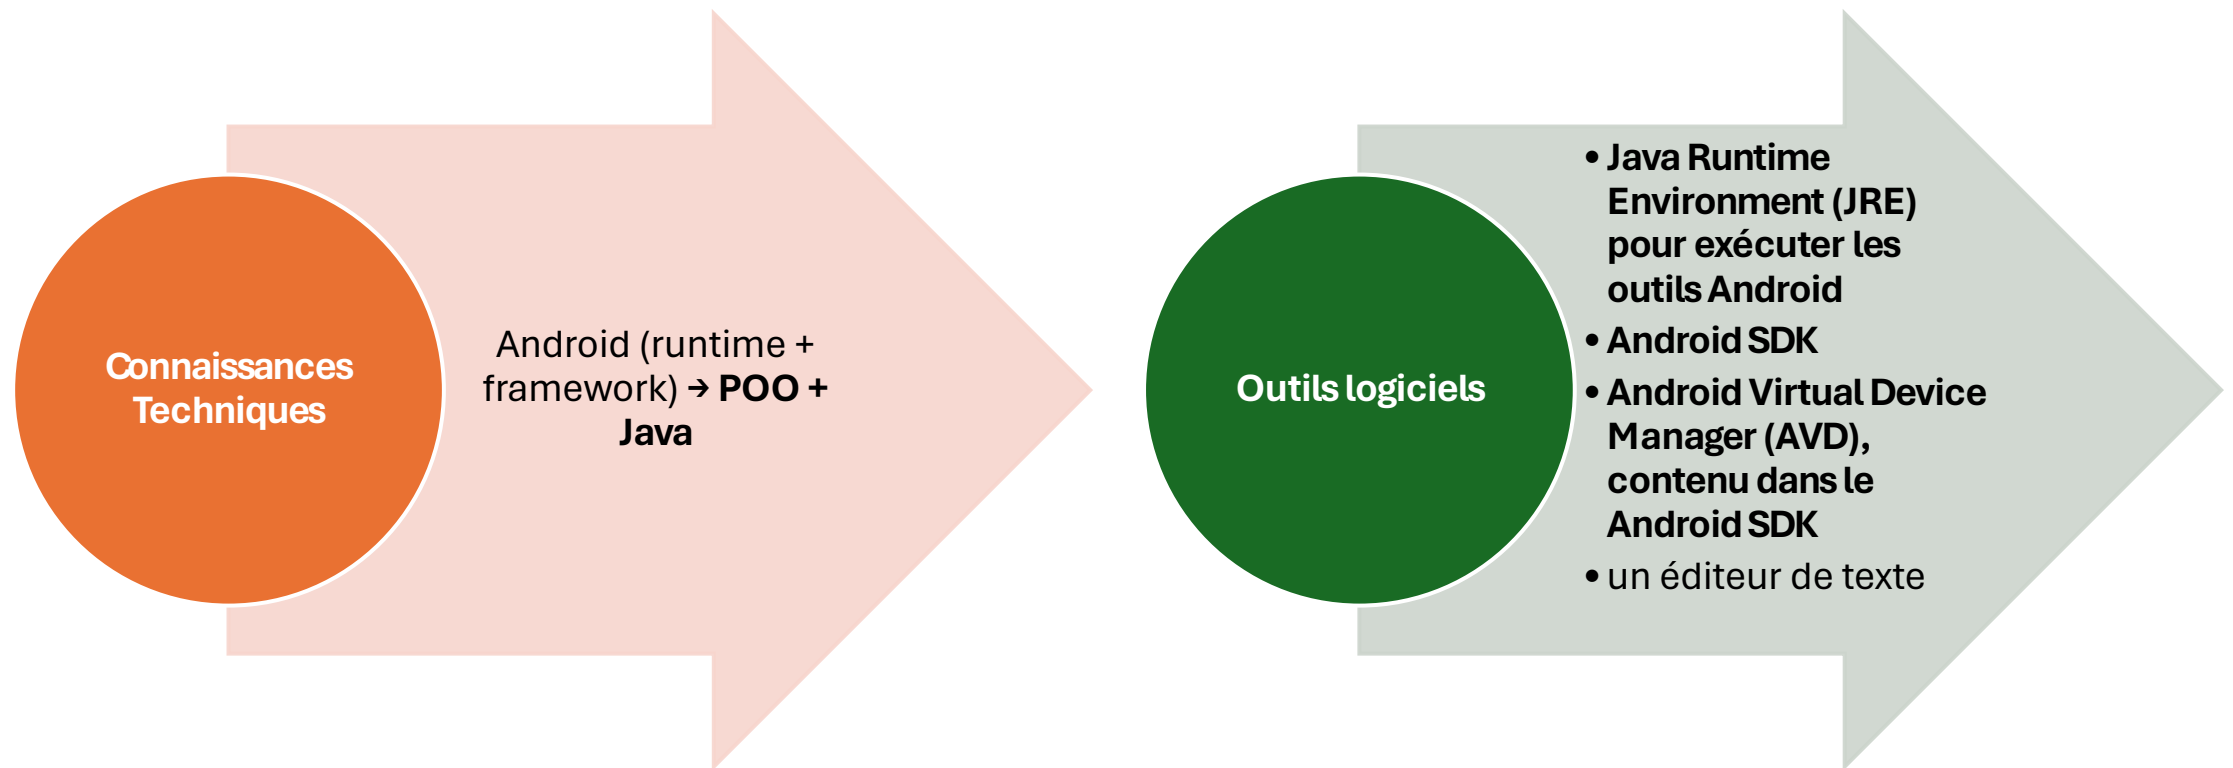 Connaissances
Techniques
Android (runtime +
framework) → POO +
Java
Outils logiciels
• Java Runtime
Environment (JRE)
pour exécuter les
outils Android
• Android SDK
• Android Virtual Device
Manager (AVD),
contenu dans le
Android SDK
• un éditeur de texte